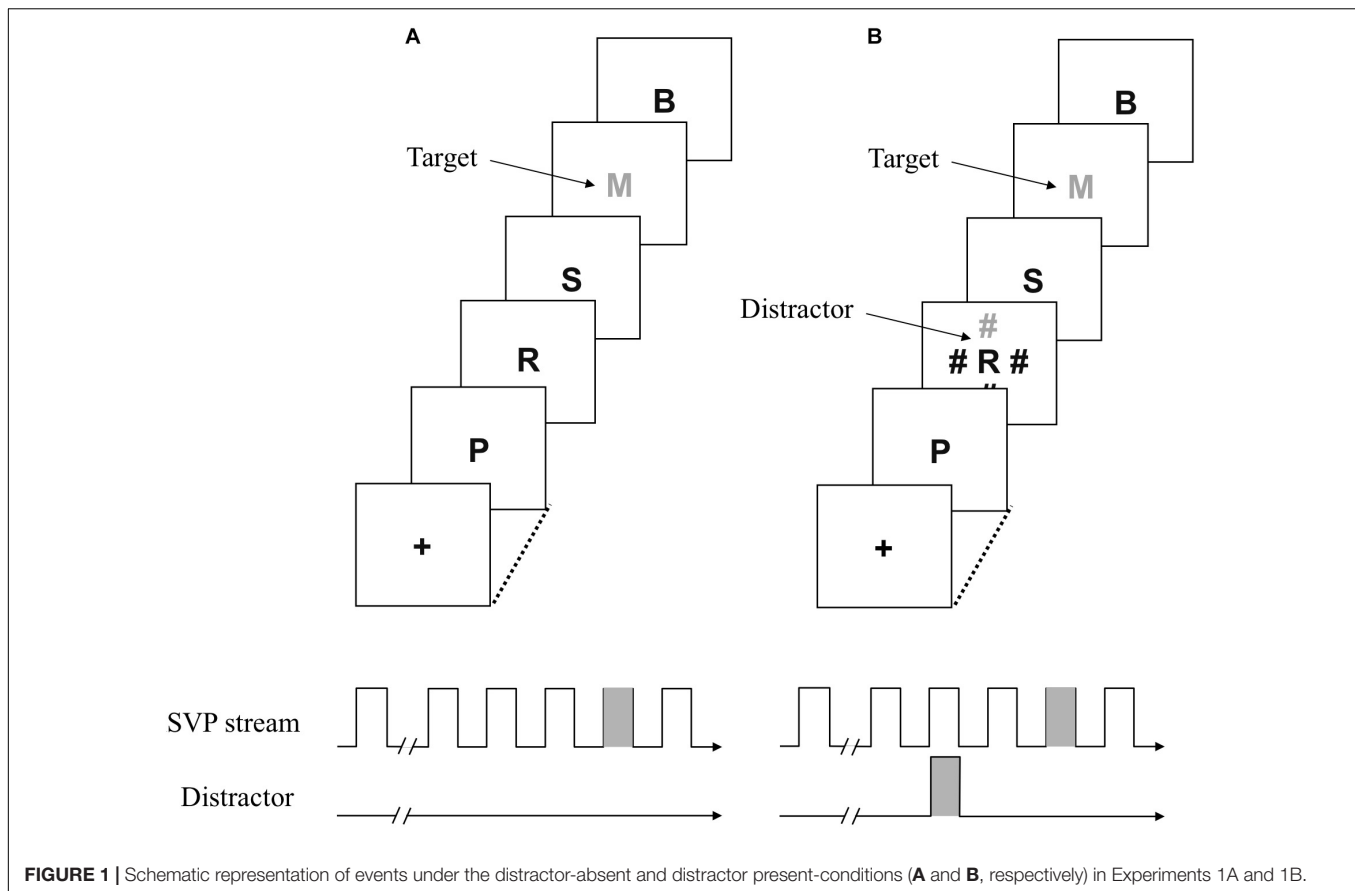 A
B
B
Target
M
S
R
P
+
B
Target
M
S
Distractor
#
# R #
#
P
+
SVP stream
Distractor
FIGURE 1 | Schematic representation of events under the distractor-absent and distractor present-conditions (A and B, respectively) in Experiments 1A and 1B.